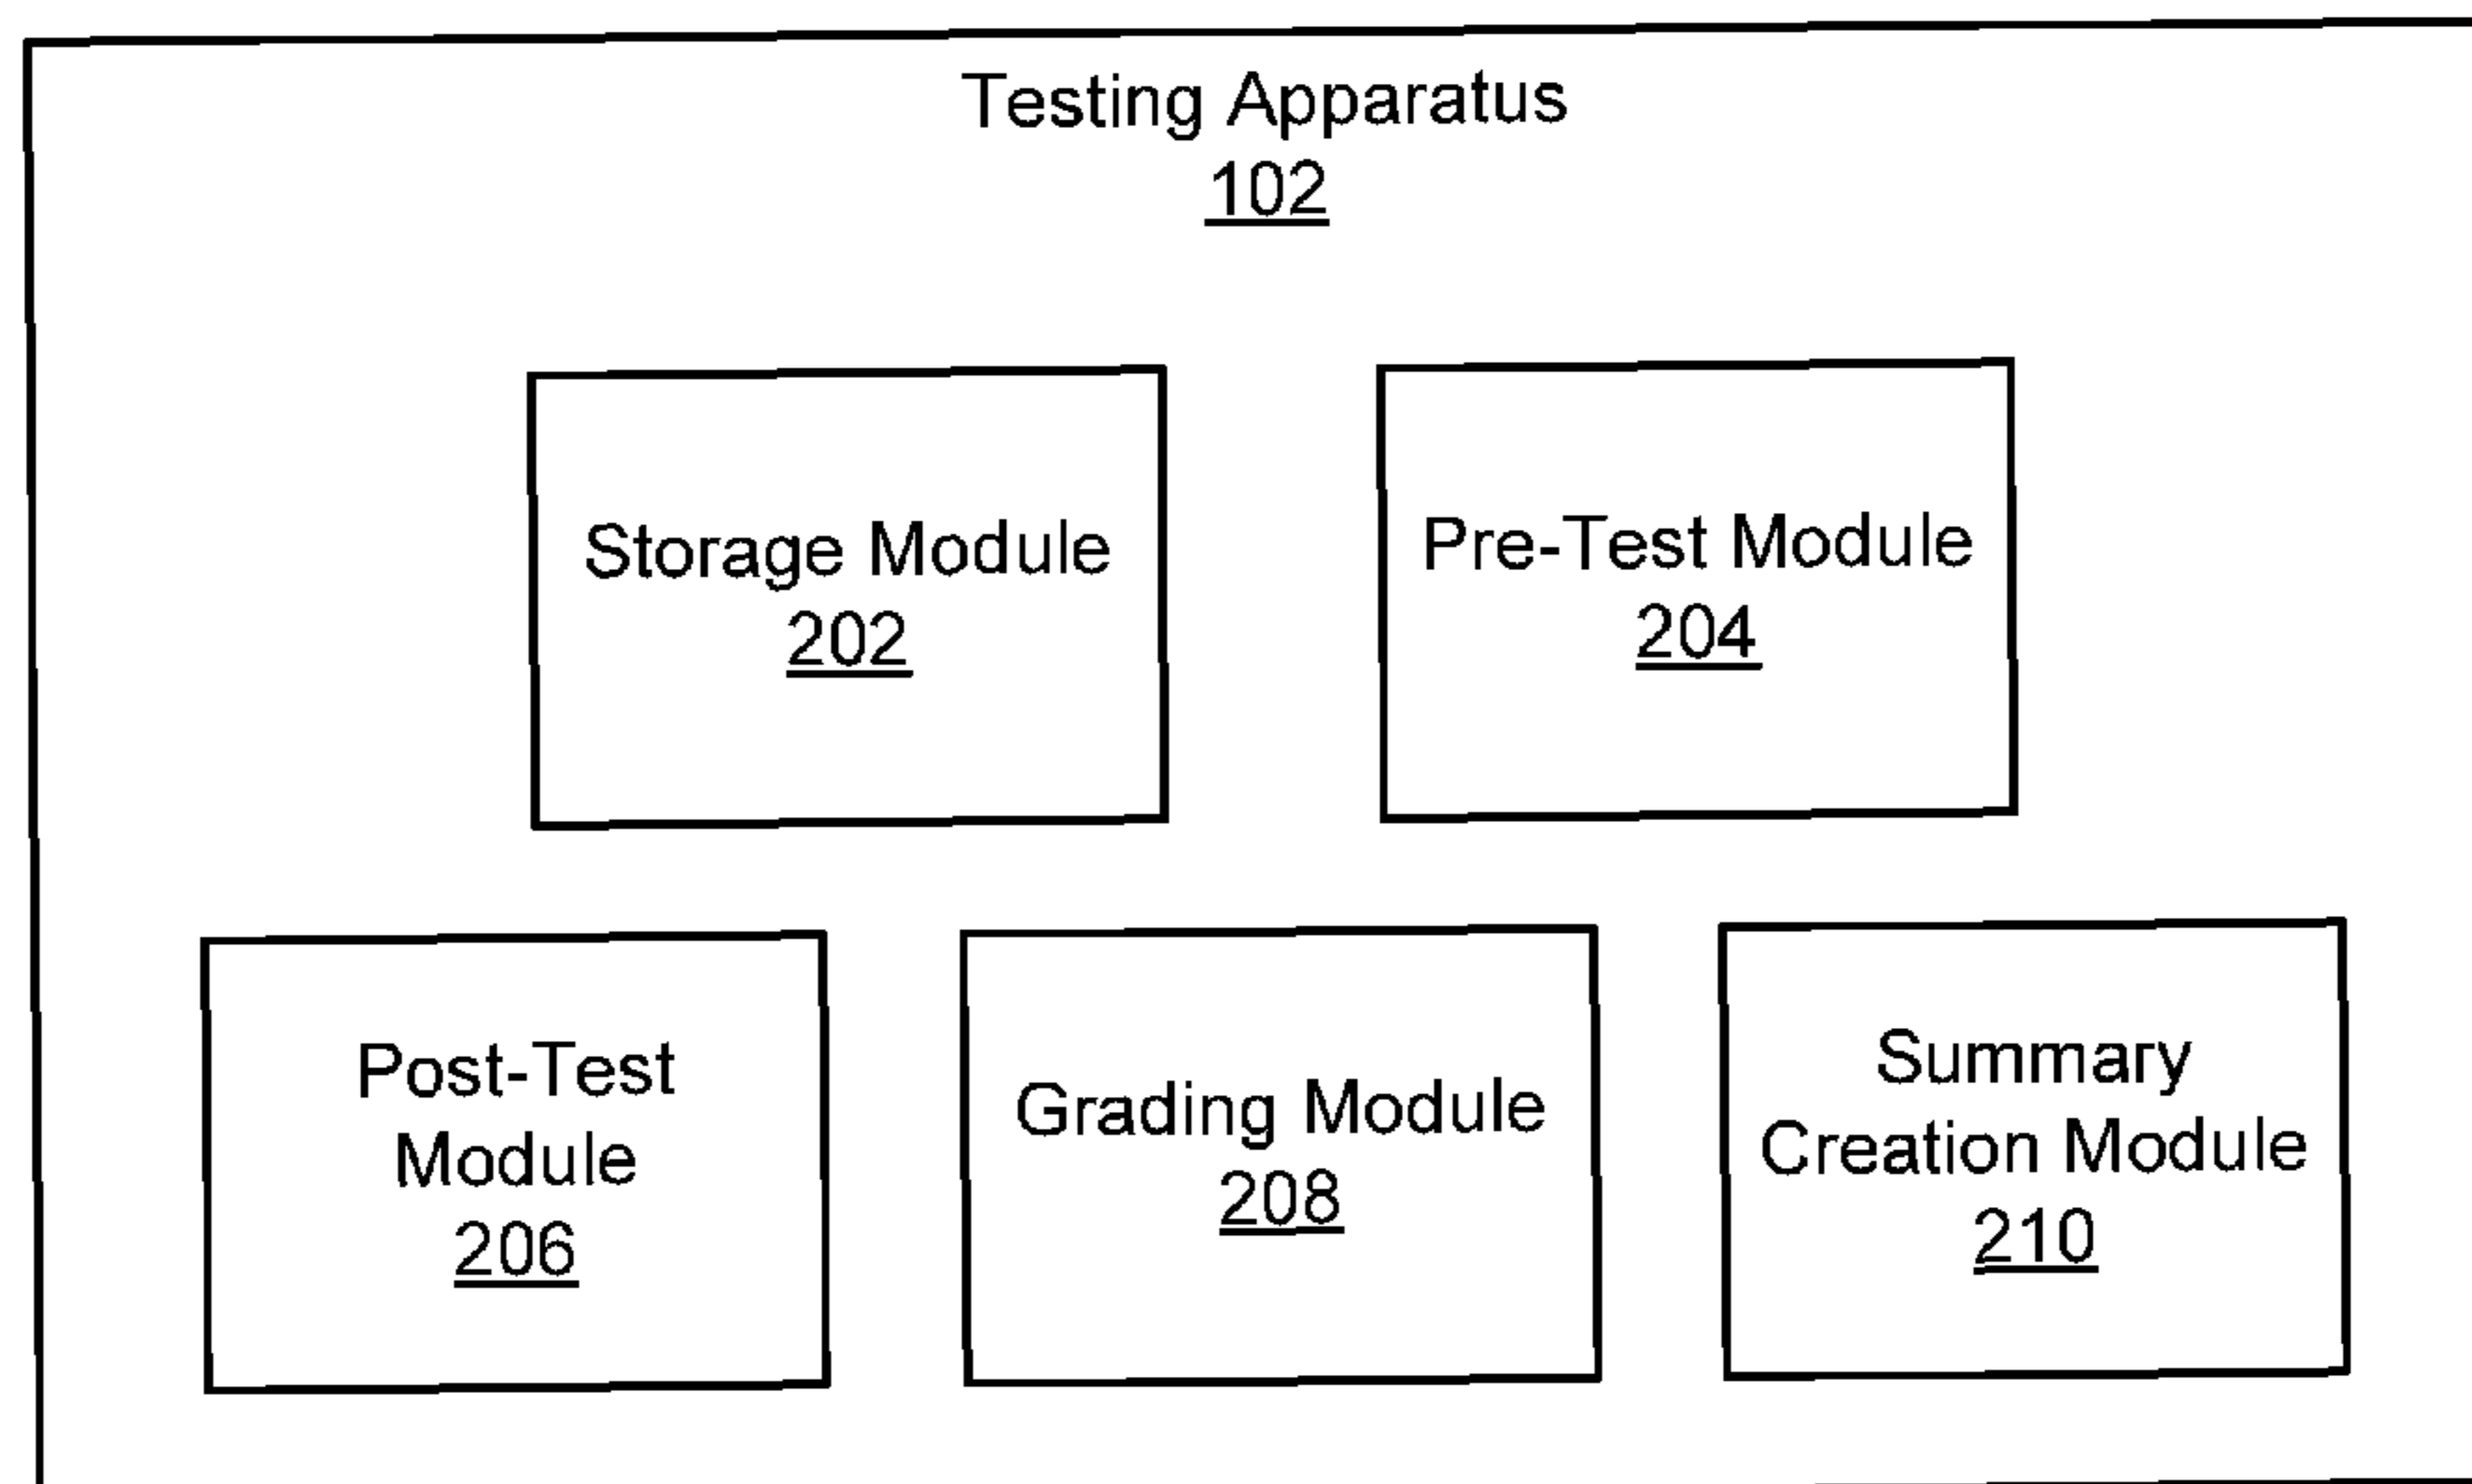 Testing Apparatus
102
Storage Module
202
Pre-Test Module
204
Post-Test
Module
206
Grading Module
208
Summary
Creation Module
210